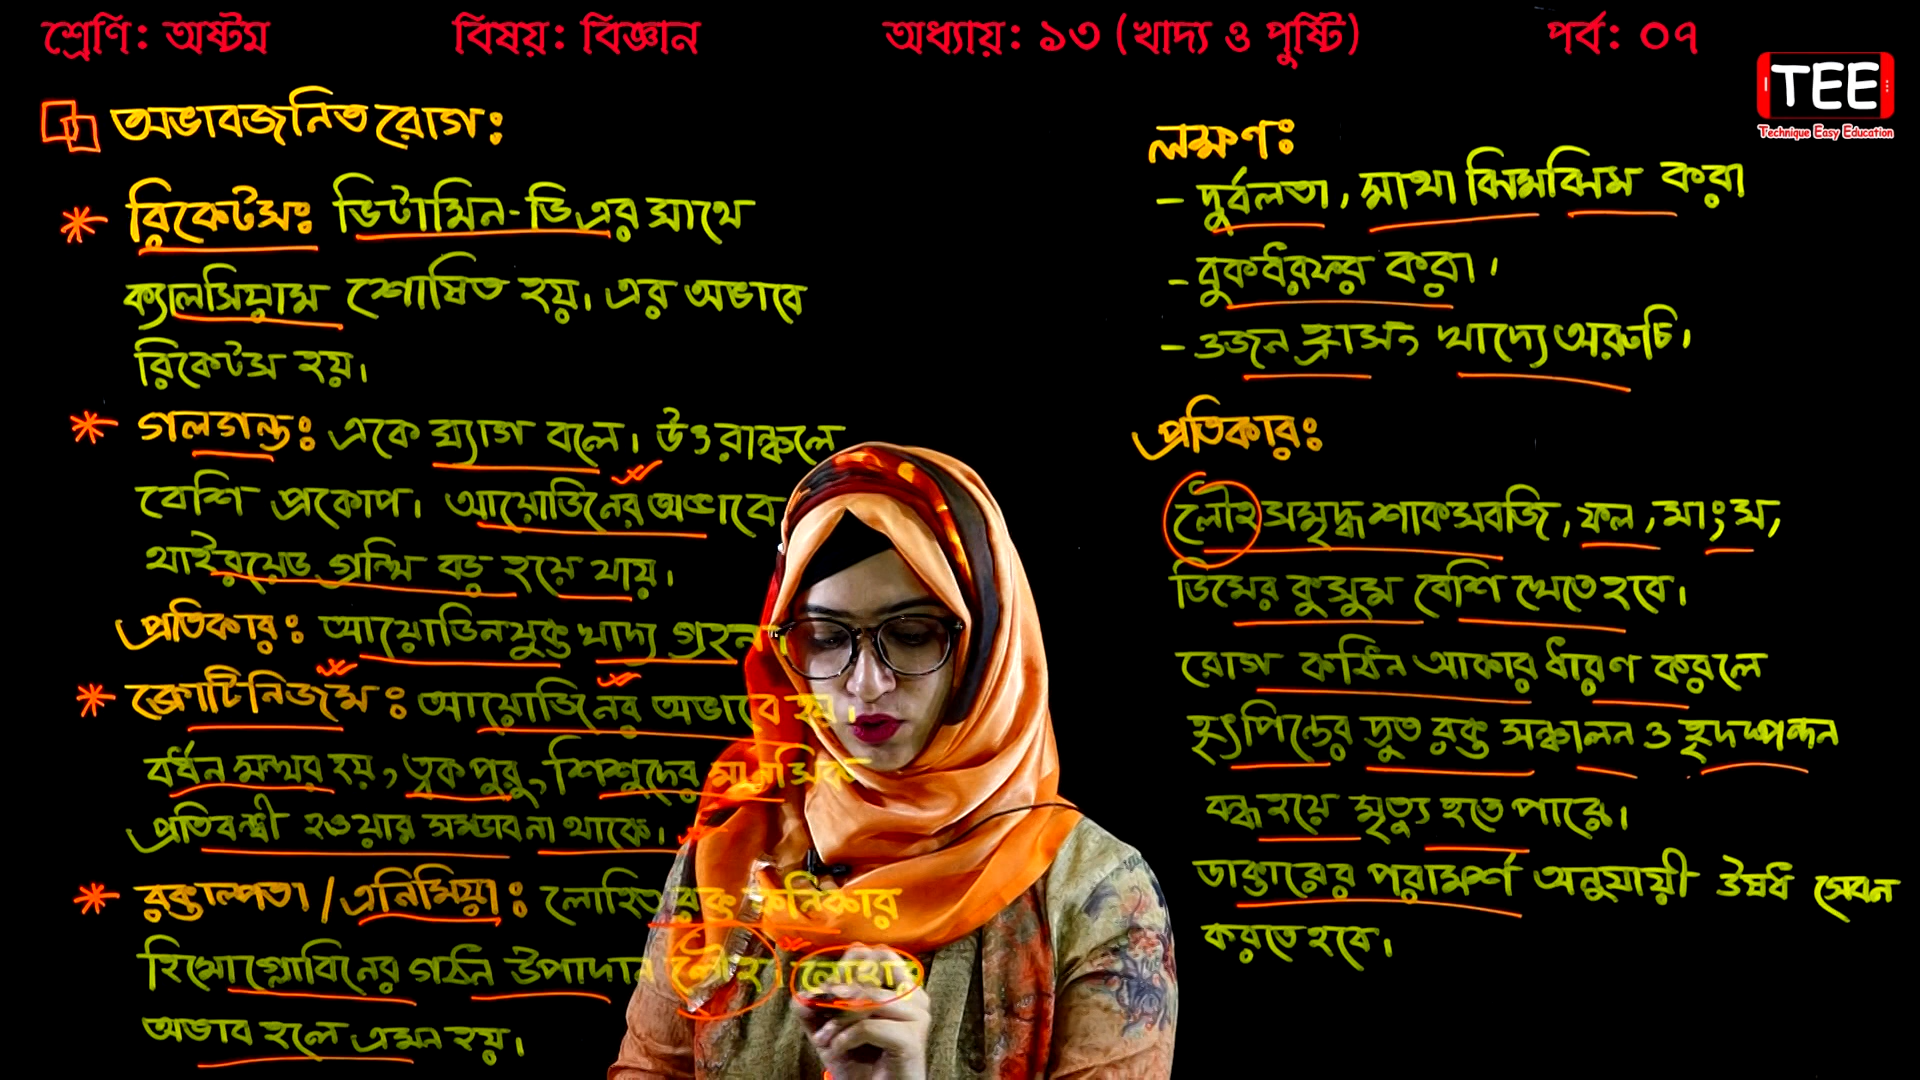 শ্রেণি: অষ্টম বিষয়: বিজ্ঞান অধ্যায়: ১৩ (খাদ্য ও পুষ্টি) পর্ব: ০৭
TEE
Technique Easy Education
অভাবজনিত রোগঃ
* রিকেটসঃ ভিটামিন-ডি এর সাথে
ক্যালসিয়াম শোষিত হয়। এর অভাবে
রিকেটস হয়।
* গলগন্ডঃ একে ঘ্যাগ বলে। উত্তরাঞ্চলে
বেশি প্রকোপ। আয়োডিনের অভাবে
থাইরয়েড গ্রন্থি বড় হয়ে যায়।
প্রতিকারঃ আয়োডিনযুক্ত খাদ্য গ্রহন।
* ক্রোটিনিজমঃ আয়োডিনের অভাবে হয়।
বর্ধন মন্থর হয়, ত্বক পুরু, শিশুদের মানসিক
প্রতিবন্ধী হওয়ার সম্ভাবনা থাকে।
* রক্তাল্পতা/এনিমিয়াঃ লোহিত রক্ত কনিকার
হিমোগ্লোবিনের গঠন উপাদান লৌহ। লোহার
অভাব হলে এমন হয়।
লক্ষণঃ
- দুর্বলতা, মাথা ঝিমঝিম করা
- বুকধরফর করা।
- ওজন হ্রাস ও খাদ্যে অরুচি।
প্রতিকারঃ
লৌহ সমৃদ্ধ শাকসবজি, ফল, মাংস,
ডিমের কুসুম বেশি খেতে হবে।
রোগ কঠিন আকার ধারণ করলে
হৃৎপিন্ডের দ্রুত রক্ত সঞ্চালন ও হৃদস্পন্দন
বন্ধ হয়ে মৃত্যু হতে পারে।
ডাক্তারের পরামর্শ অনুযায়ী ঔষধ সেবন
করতে হবে।